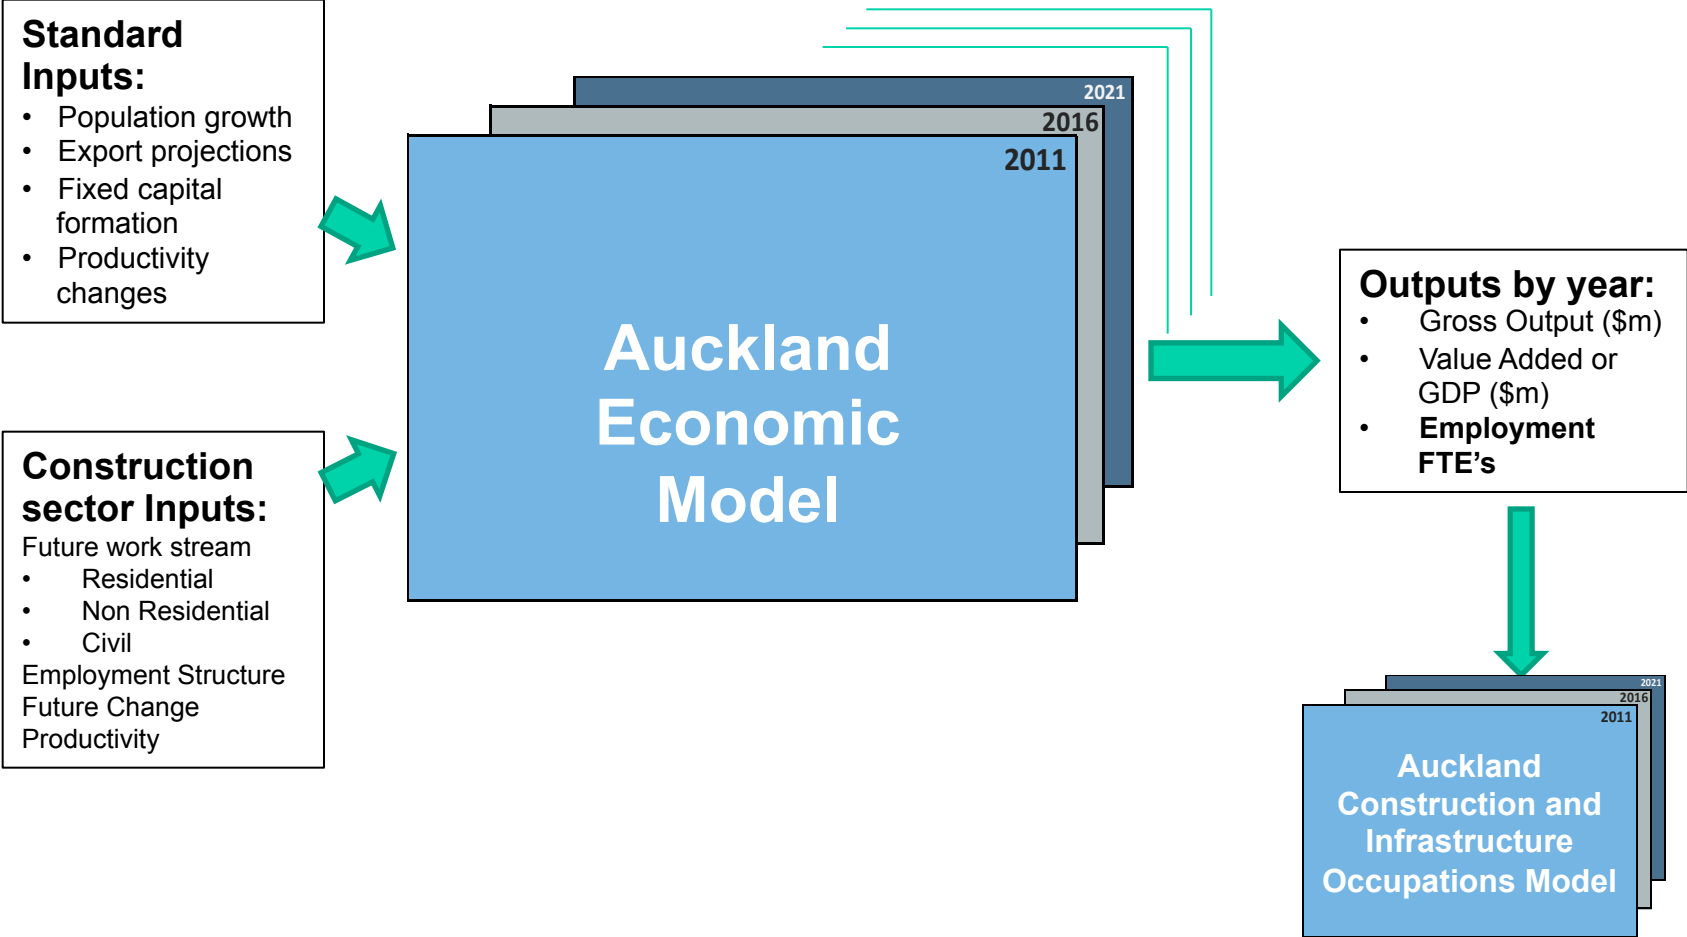 Standard
Inputs:
• Population growth
• Export projections
• Fixed capital
formation
• Productivity
changes
Construction
sector Inputs:
Future work stream
• Residential
• Non Residential
• Civil
Employment Structure
Future Change
Productivity
2021
2016
2011
Auckland
Economic
Model
Outputs by year:
• Gross Output ($m)
• Value Added or
GDP ($m)
• Employment
FTE’s
2021
2016
2011
Auckland
Construction and
Infrastructure
Occupations Model